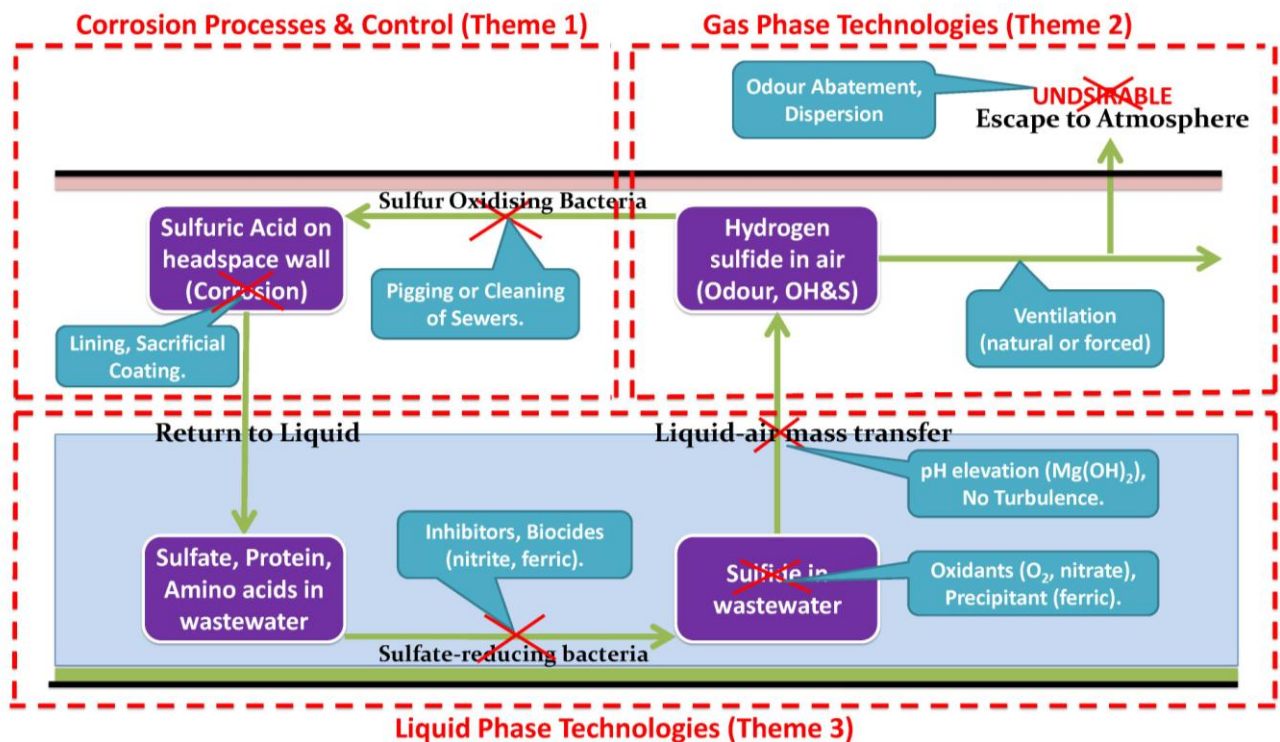 Corrosion Processes & Control (Theme 1)
Gas Phase Technologies (Theme 2)
Odour Abatement,
Dispersion
UNDSIRABLE
Escape to Atmosphere
Sulfur Oxidising Bacteria
Sulfuric Acid on
headspace wall
(Corrosion)
Hydrogen
sulfide in air
(Odour, OH&S)
Pigging or Cleaning
of Sewers.
Ventilation
(natural or forced)
Lining, Sacrificial
Coating.
Return to Liquid
Liquid-air mass transfer
pH elevation (Mg(OH)₂),
No Turbulence.
Inhibitors, Biocides
(nitrite, ferric).
Sulfate, Protein,
Amino acids in
wastewater
Sulfide in
wastewater
Oxidants (O₂, nitrate),
Precipitant (ferric).
Sulfate-reducing bacteria
Liquid Phase Technologies (Theme 3)